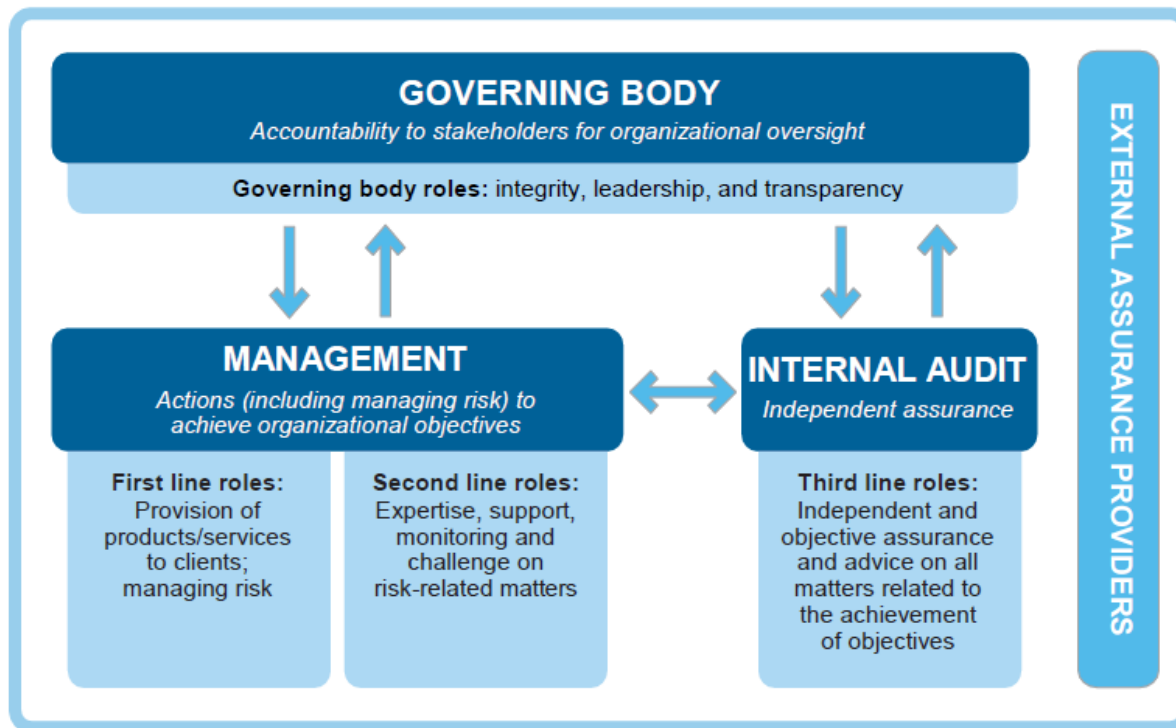 GOVERNING BODY
Accountability to stakeholders for organizational oversight
Governing body roles: integrity, leadership, and transparency
MANAGEMENT
Actions (including managing risk) to
achieve organizational objectives
First line roles:
Provision of
products/services
to clients;
managing risk
Second line roles:
Expertise, support,
monitoring and
challenge on
risk-related matters
INTERNAL AUDIT
Independent assurance
Third line roles:
Independent and
objective assurance
and advice on all
matters related to
the achievement
of objectives
EXTERNAL ASSURANCE PROVIDERS